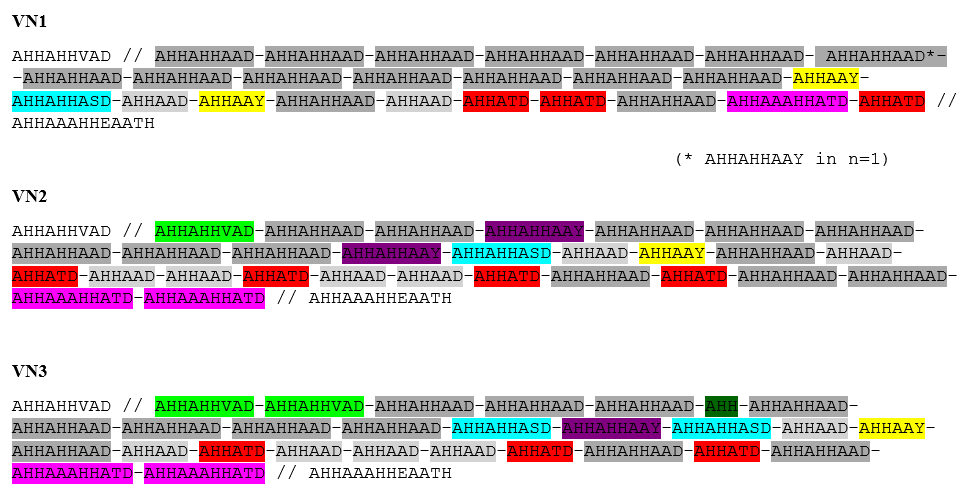 VN1
AHHAHHVAD // AHHAHHAAD-AHHAHHAAD-AHHAHHAAD-AHHAHHAAD-AHHAHHAAD-AHHAHHAAD- AHHAHHAAD*-
-AHHAHHAAD-AHHAHHAAD-AHHAHHAAD-AHHAHHAAD-AHHAHHAAD-AHHAHHAAD-AHHAHHAAD-AHHAAY-
AHHAHHASD-AHHAAD-AHHAAY-AHHAHHAAD-AHHAAD-AHHATD-AHHATD-AHHAHHAAD-AHHAAAHHATD-AHHATD //
AHHAAAHHEAATH
(* AHHAHHAAY in n=1)
VN2
AHHAHHVAD // AHHAHHVAD-AHHAHHAAD-AHHAHHAAD-AHHAHHAAY-AHHAHHAAD-AHHAHHAAD-AHHAHHAAD-
AHHAHHAAD-AHHAHHAAD-AHHAHHAAD-AHHAHHAAY-AHHAHHASD-AHHAAD-AHHAAY-AHHAHHAAD-AHHAAD-
AHHATD-AHHAAD-AHHAAD-AHHATD-AHHAAD-AHHAAD-AHHATD-AHHAHHAAD-AHHATD-AHHAHHAAD-AHHAHHAAD-
AHHAAAHHATD-AHHAAAHHATD // AHHAAAHHEAATH
VN3
AHHAHHVAD // AHHAHHVAD-AHHAHHVAD-AHHAHHAAD-AHHAHHAAD-AHHAHHAAD-AHH-AHHAHHAAD-
AHHAHHAAD-AHHAHHAAD-AHHAHHAAD-AHHAHHAAD-AHHAHHASD-AHHAHHAAY-AHHAHHASD-AHHAAD-AHHAAY-
AHHAHHAAD-AHHAAD-AHHATD-AHHAAD-AHHAAD-AHHAAD-AHHATD-AHHAHHAAD-AHHATD-AHHAHHAAD-
AHHAAAHHATD-AHHAAAHHATD // AHHAAAHHEAATH